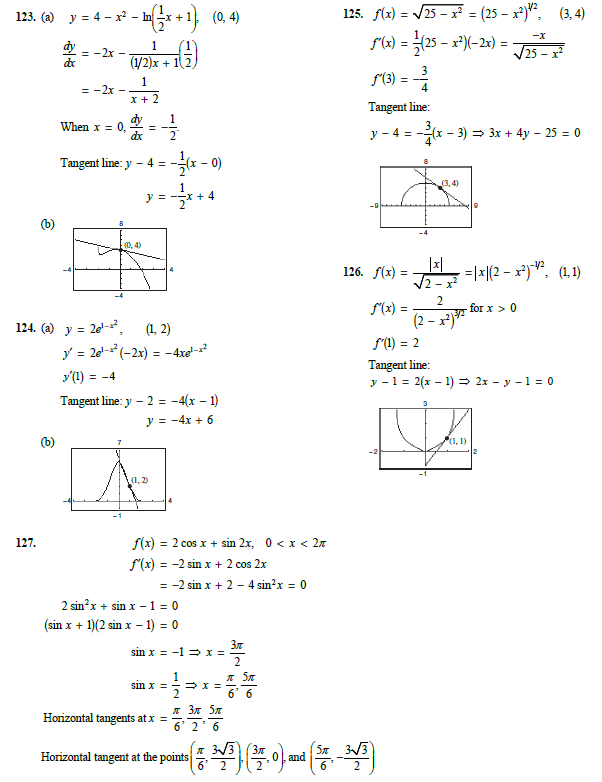 123. (a) y = 4 − x² − ln(1/2 x + 1), (0, 4)
dy/dx = −2x − 1/((1/2)x + 1) (1/2)
= −2x − 1/(x + 2)
When x = 0, dy/dx = −1/2.
Tangent line: y − 4 = −1/2(x − 0)
y = −1/2 x + 4
(b)
8
(0, 4)
−4 4
−4
124. (a) y = 2e^(1−x²), (1, 2)
y′ = 2e^(1−x²)(−2x) = −4xe^(1−x²)
y′(1) = −4
Tangent line: y − 2 = −4(x − 1)
y = −4x + 6
(b)
7
(1, 2)
−4 4
−1
125. f(x) = √(25 − x²) = (25 − x²)^(1/2), (3, 4)
f′(x) = 1/2(25 − x²)(−2x) = −x/√(25 − x²)
f′(3) = −3/4
Tangent line:
y − 4 = −3/4(x − 3) ⇒ 3x + 4y − 25 = 0
8
(3, 4)
−9 9
−4
126. f(x) = |x|/√(2 − x²) = |x|(2 − x²)^(−1/2), (1, 1)
f′(x) = 2/(2 − x²)^(3/2) for x > 0
f′(1) = 2
Tangent line:
y − 1 = 2(x − 1) ⇒ 2x − y − 1 = 0
3
(1, 1)
−2 2
−1
127. f(x) = 2 cos x + sin 2x, 0 < x < 2π
f′(x) = −2 sin x + 2 cos 2x
= −2 sin x + 2 − 4 sin²x = 0
2 sin²x + sin x − 1 = 0
(sin x + 1)(2 sin x − 1) = 0
sin x = −1 ⇒ x = 3π/2
sin x = 1/2 ⇒ x = π/6, 5π/6
Horizontal tangents at x = π/6, 3π/2, 5π/6
Horizontal tangent at the points (π/6, 3√3/2), (3π/2, 0), and (5π/6, −3√3/2)